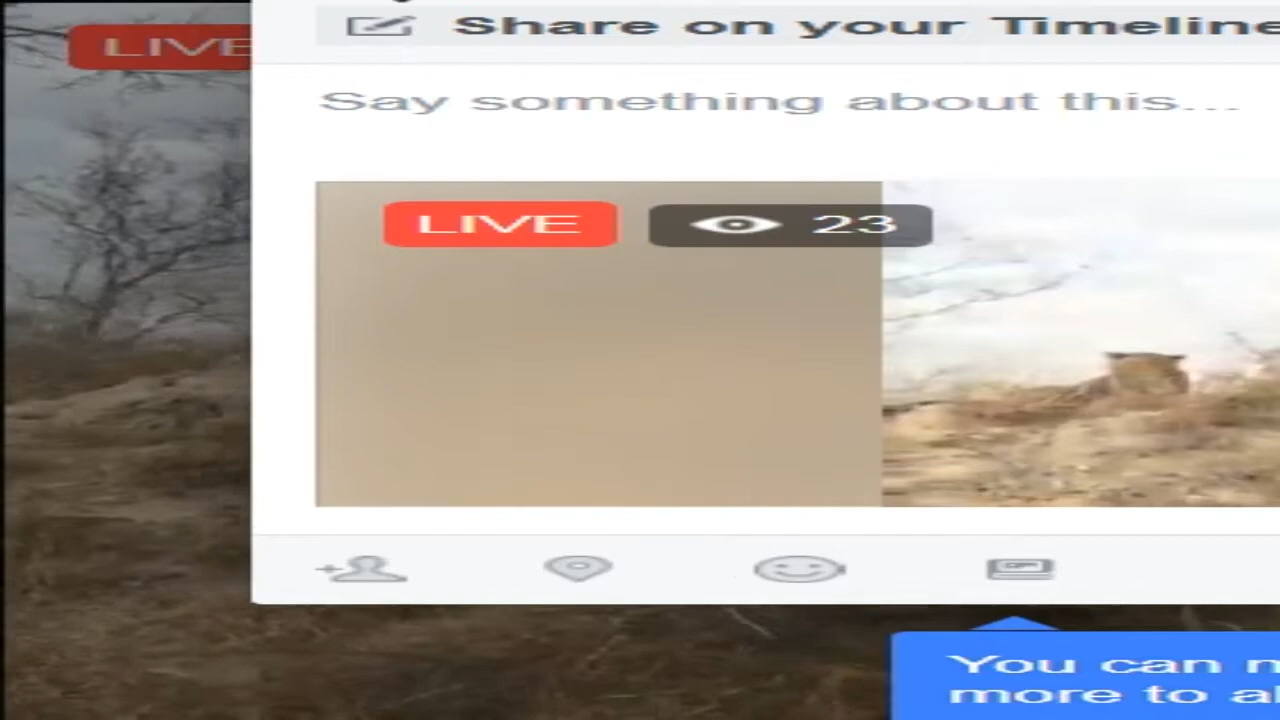 LIVE
Share on your Timeline
Say something about this...
LIVE 23
You can
more to